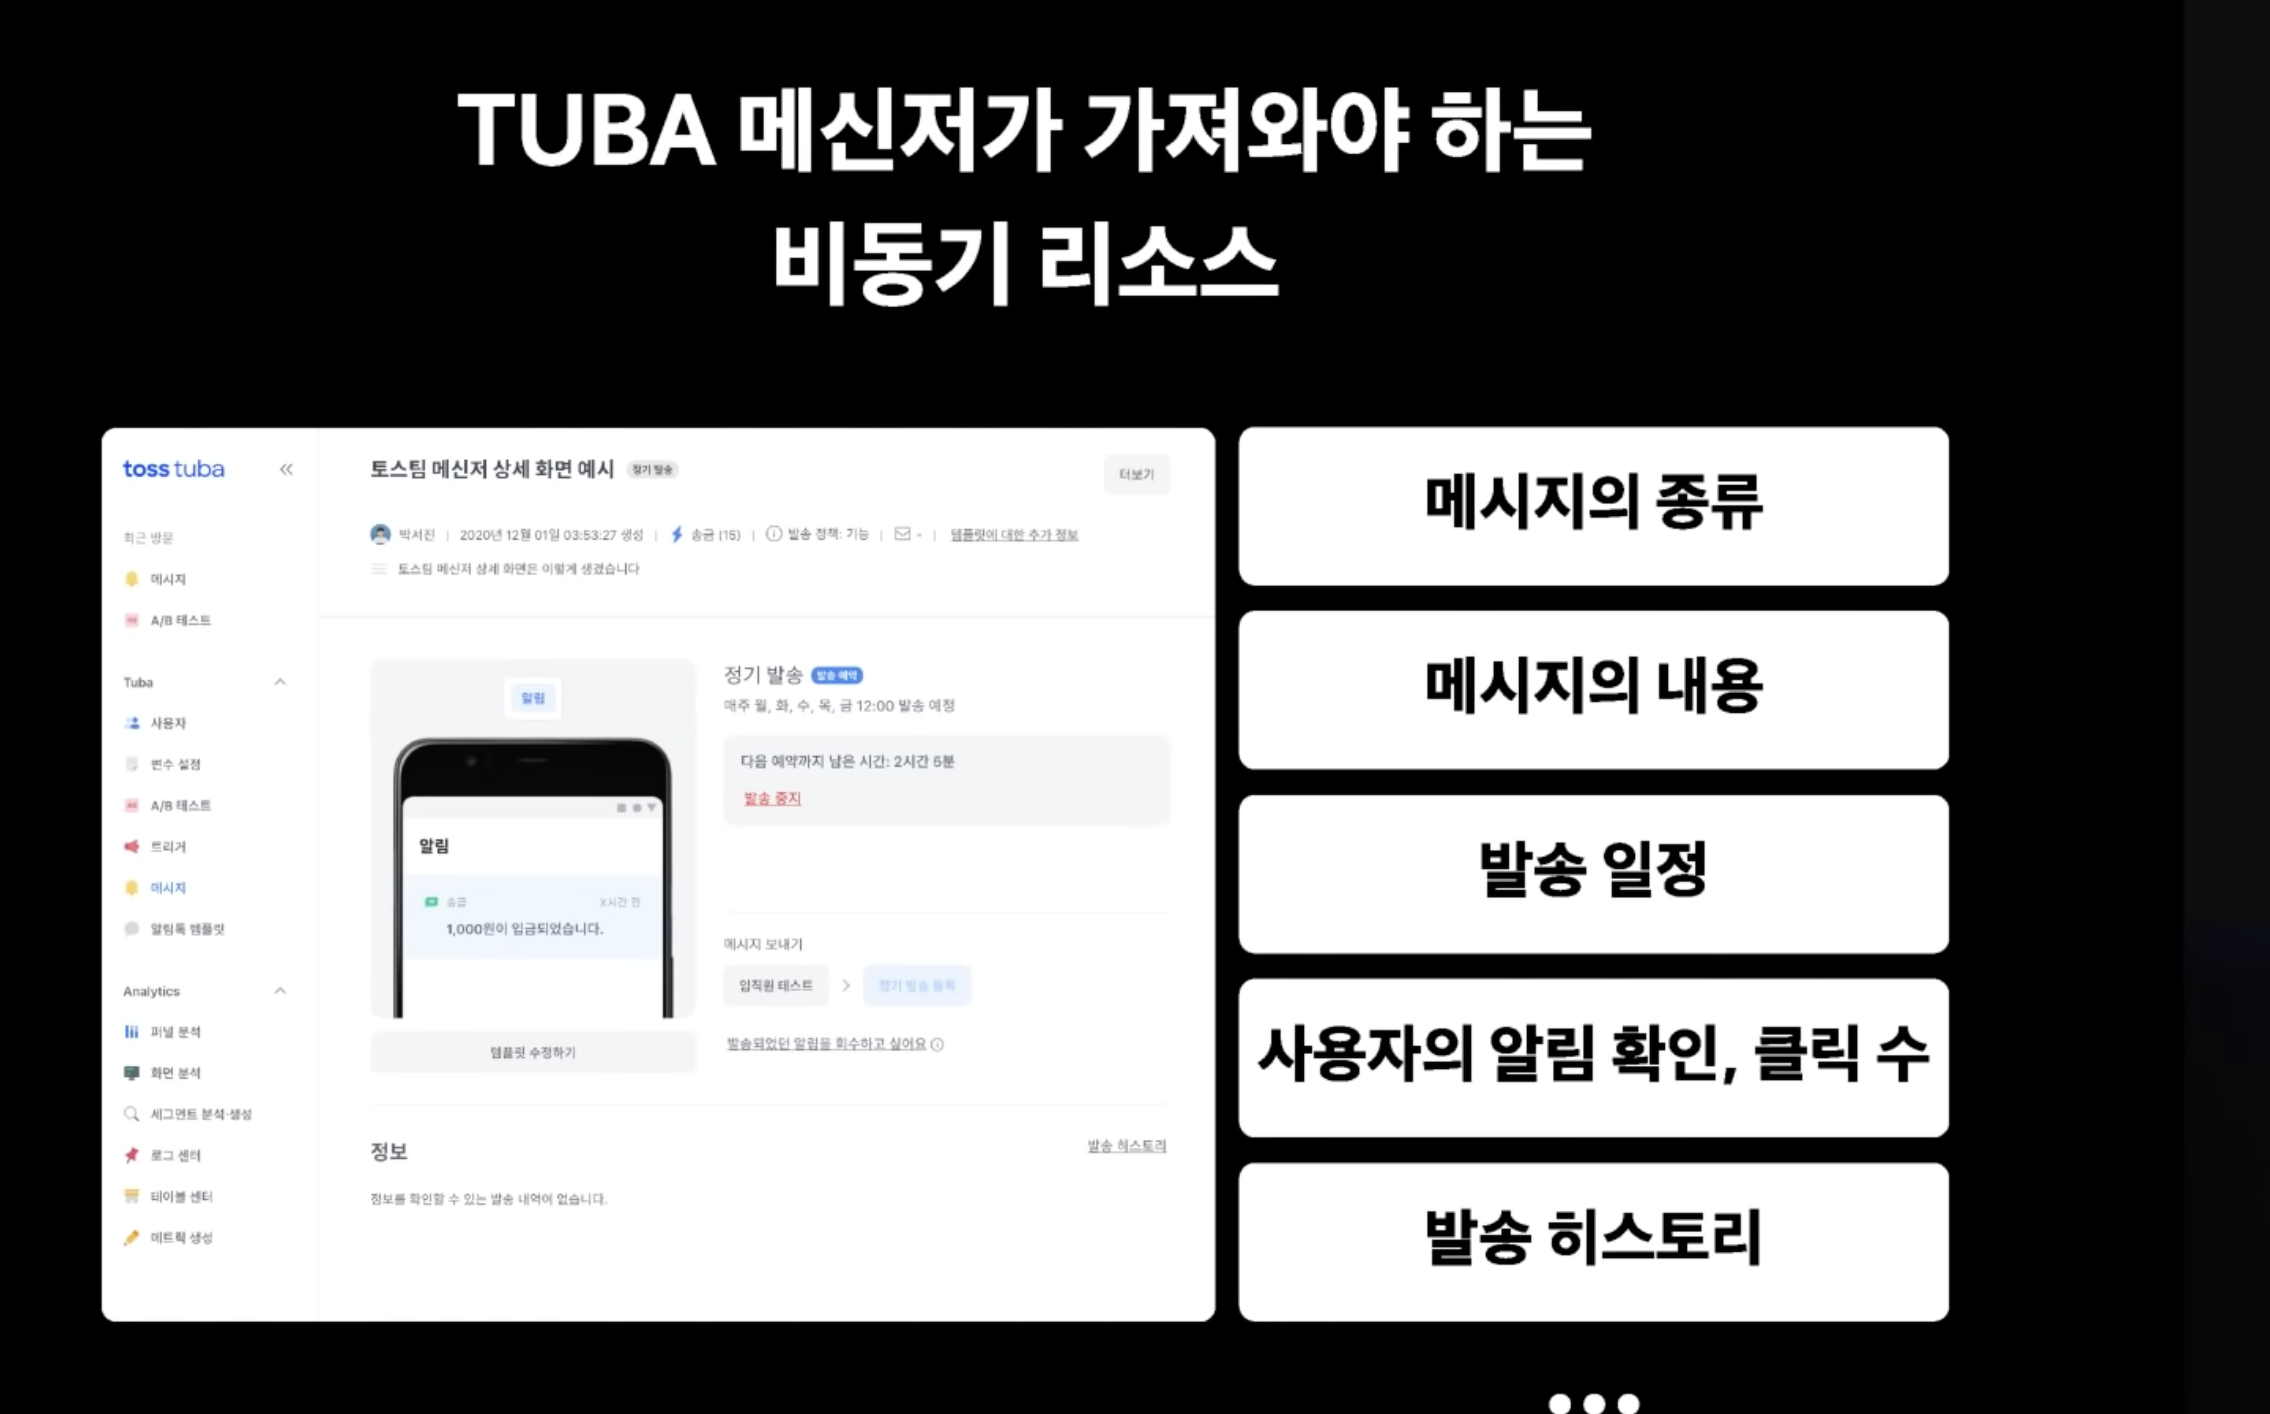 TUBA 메신저가 가져와야 하는
비동기 리소스
toss tuba
최근 방문
메시지
A/B 테스트
Tuba
사용자
변수 설정
A/B 테스트
트리거
메시지
알림톡 템플릿
Analytics
퍼널 분석
화면 분석
세그먼트 분석·생성
로그 센터
테이블 센터
메트릭 생성
토스팀 메신저 상세 화면 예시 정기 발송
더보기
박서진 | 2020년 12월 01일 03:53:27 생성 | 송금 (15) | 발송 정책: 기능 | - | 템플릿에 대한 추가 정보
토스팀 메신저 상세 화면은 이렇게 생겼습니다
알림
알림
송금 X시간 전
1,000원이 입금되었습니다.
템플릿 수정하기
정기 발송 발송 예약
매주 월, 화, 수, 목, 금 12:00 발송 예정
다음 예약까지 남은 시간: 2시간 6분
발송 중지
메시지 보내기
임직원 테스트 > 정기 발송 등록
발송되었던 알림을 회수하고 싶어요
정보
발송 히스토리
정보를 확인할 수 있는 발송 내역이 없습니다.
메시지의 종류
메시지의 내용
발송 일정
사용자의 알림 확인, 클릭 수
발송 히스토리